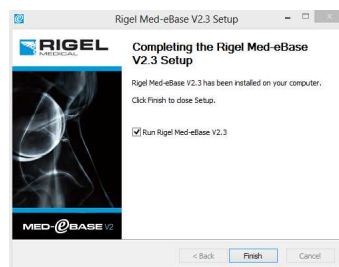 Rigel Med-eBase V2.3 Setup
RIGEL
MEDICAL
Completing the Rigel Med-eBase
V2.3 Setup
Rigel Med-eBase V2.3 has been installed on your computer.
Click Finish to close Setup.
Run Rigel Med-eBase V2.3
MED-eBASE V2
< Back
Finish
Cancel